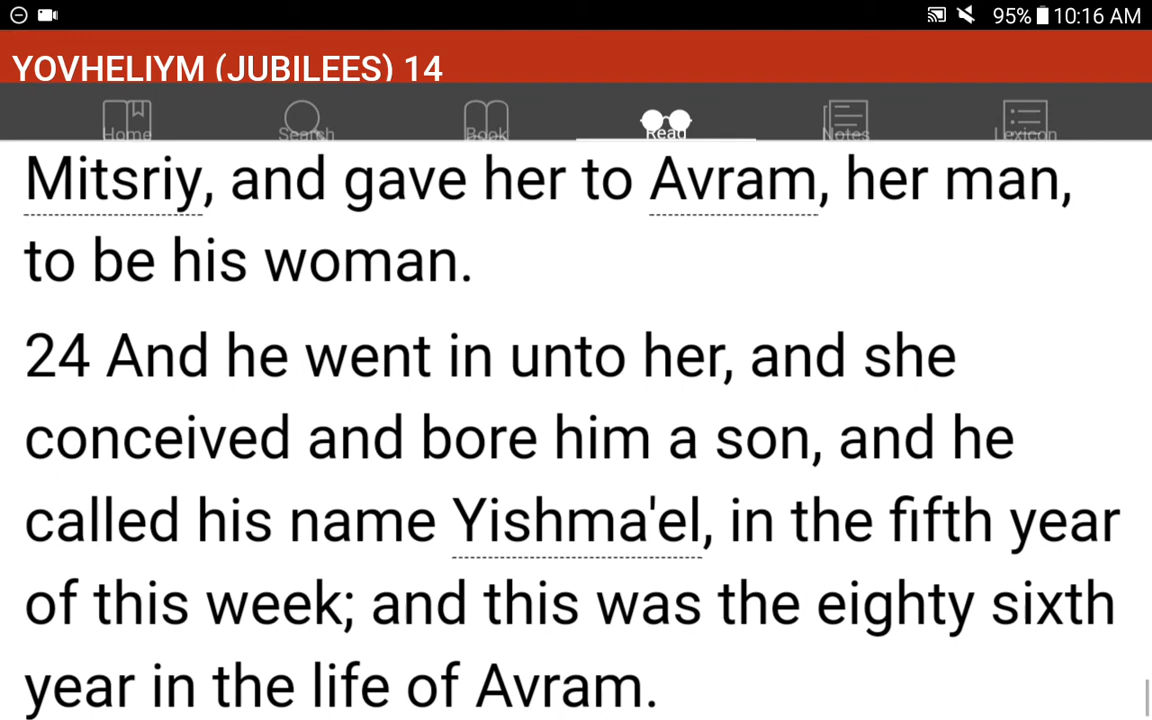 95% 10:16 AM
YOVHELIYM (JUBILEES) 14
Home Search Book Read Notes Lexicon
Mitsriy, and gave her to Avram, her man,
to be his woman.
24 And he went in unto her, and she
conceived and bore him a son, and he
called his name Yishma'el, in the fifth year
of this week; and this was the eighty sixth
year in the life of Avram.